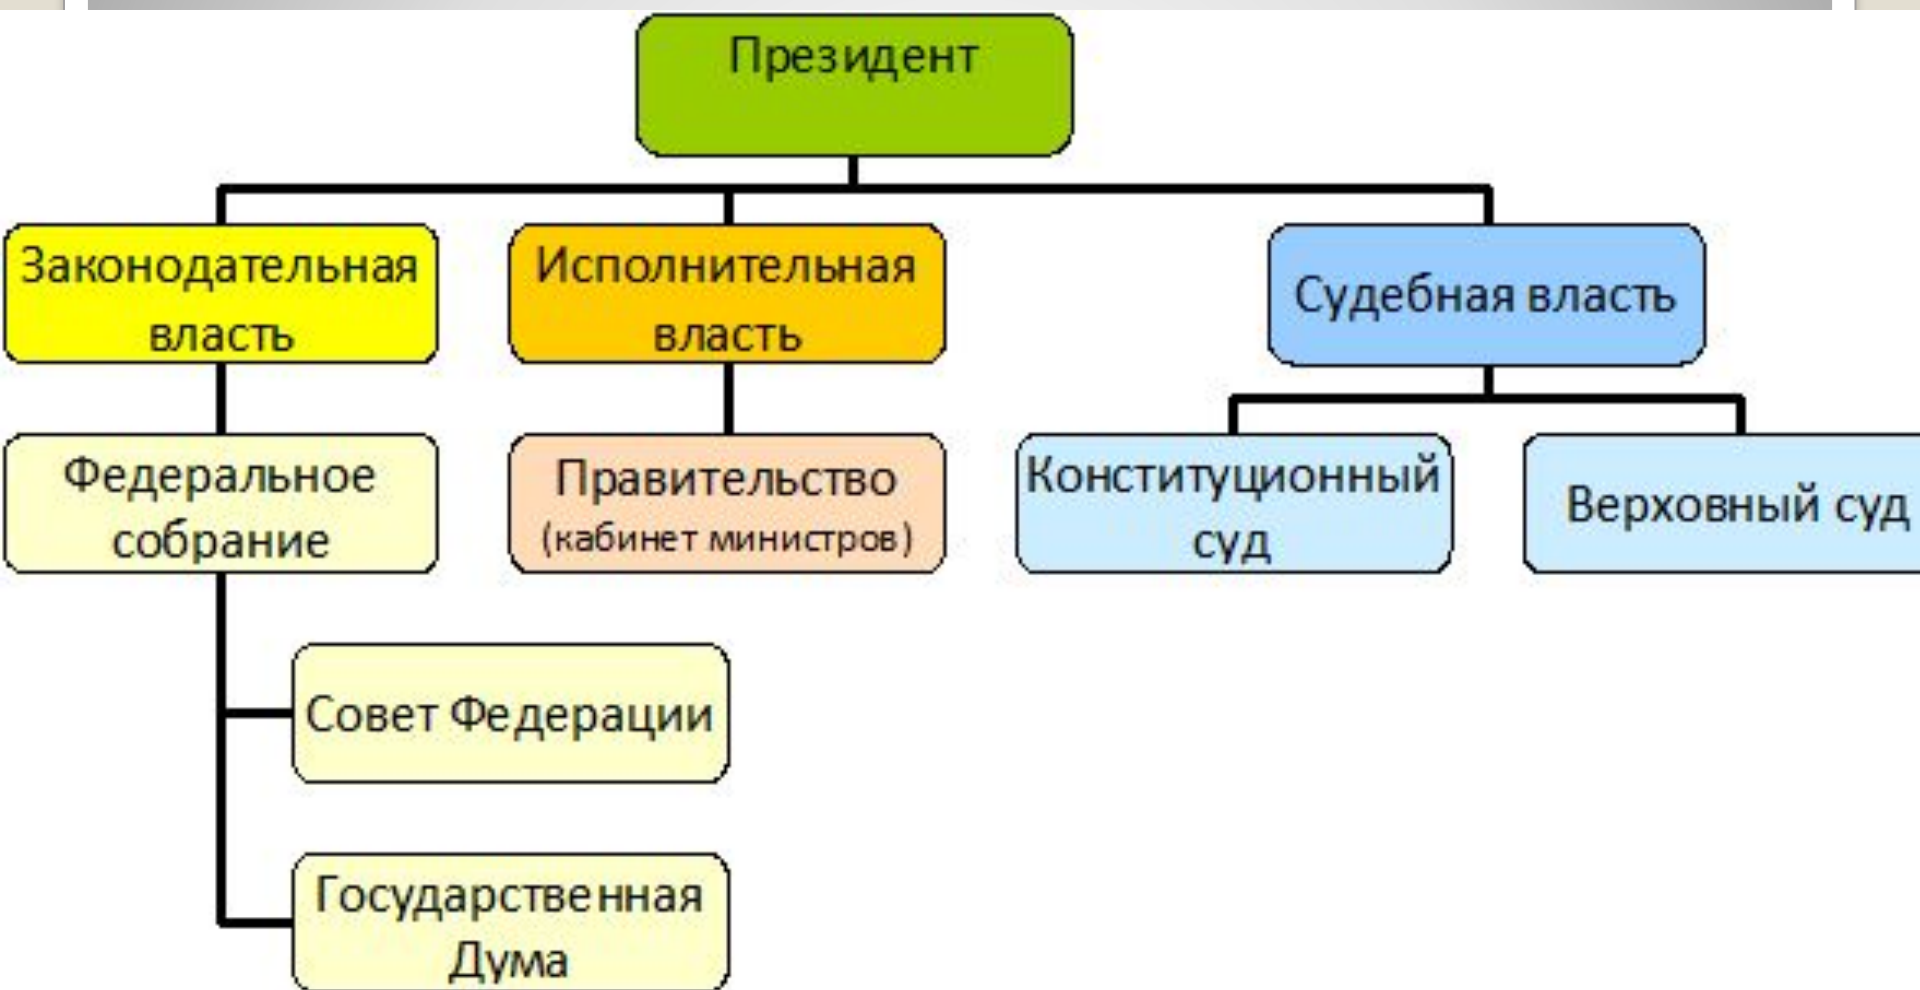 Президент
Законодательная
власть
Исполнительная
власть
Судебная власть
Федеральное
собрание
Правительство
(кабинет министров)
Конституционный
суд
Верховный суд
Совет Федерации
Государственная
Дума